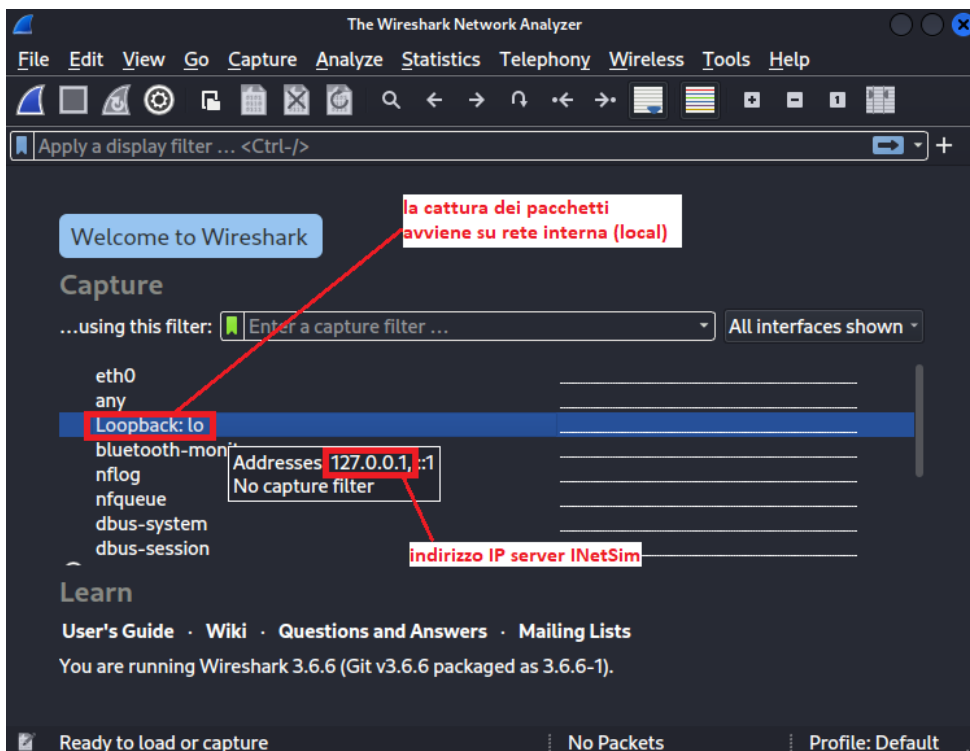 The Wireshark Network Analyzer
File Edit View Go Capture Analyze Statistics Telephony Wireless Tools Help
Apply a display filter … <Ctrl-/>
la cattura dei pacchetti
avviene su rete interna (local)
Welcome to Wireshark
Capture
…using this filter: Enter a capture filter … All interfaces shown
eth0
any
Loopback: lo
bluetooth-monit
Addresses: 127.0.0.1, ::1
nflog
No capture filter
nfqueue
dbus-system
dbus-session
indirizzo IP server INetSim
Learn
User's Guide · Wiki · Questions and Answers · Mailing Lists
You are running Wireshark 3.6.6 (Git v3.6.6 packaged as 3.6.6-1).
Ready to load or capture No Packets Profile: Default